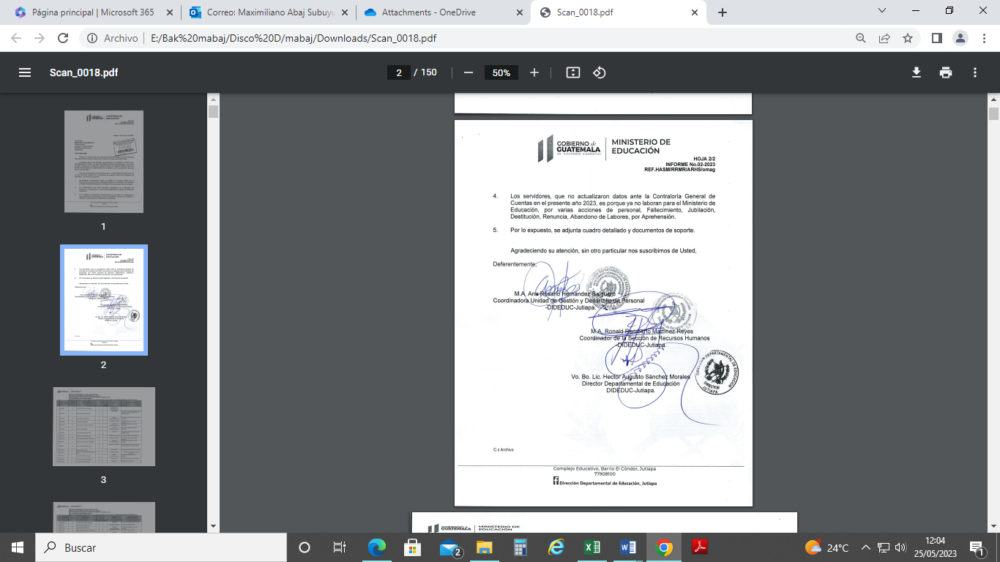 Página principal | Microsoft 365
Correo: Maximiliano Abaj Subuyu
Attachments - OneDrive
Scan_0018.pdf
Archivo
E:/Bak%20mabaj/Disco%20D/mabaj/Downloads/Scan_0018.pdf
Scan_0018.pdf
2 / 150
50%
1
2
3
GOBIERNO de
GUATEMALA
DR. ALEJANDRO GIAMMATTEI
MINISTERIO DE
EDUCACIÓN
HOJA 2/2
INFORME No.02-2023
REF.HASM/RRMR/ARHS/omag
4. Los servidores, que no actualizaron datos ante la Contraloría General de
Cuentas en el presente año 2023, es porque ya no laboran para el Ministerio de
Educación, por varias acciones de personal, Fallecimiento, Jubilación,
Destitución, Renuncia, Abandono de Labores, por Aprehensión.
5. Por lo expuesto, se adjunta cuadro detallado y documentos de soporte.
Agradeciendo su atención, sin otro particular nos suscribimos de Usted,
Deferentemente,
M.A. Ana Rosario Hernández Salguero
Coordinadora Unidad de Gestión y Desarrollo de Personal
-DIDEDUC-Jutiapa.
M.A. Ronald Remberto Martínez Reyes
Coordinador de la Sección de Recursos Humanos
-DIDEDUC-Jutiapa.
Vo. Bo. Lic. Hector Augusto Sánchez Morales
Director Departamental de Educación
DIDEDUC-Jutiapa.
DIRECCIÓN DEPARTAMENTAL DE EDUCACIÓN
DIRECTOR
JUTIAPA
C.c Archivo
Complejo Educativo, Barrio El Cóndor, Jutiapa
77908100
Dirección Departamental de Educación, Jutiapa
GOBIERNO de
MINISTERIO DE
Buscar
2
24°C
12:04
25/05/2023
1